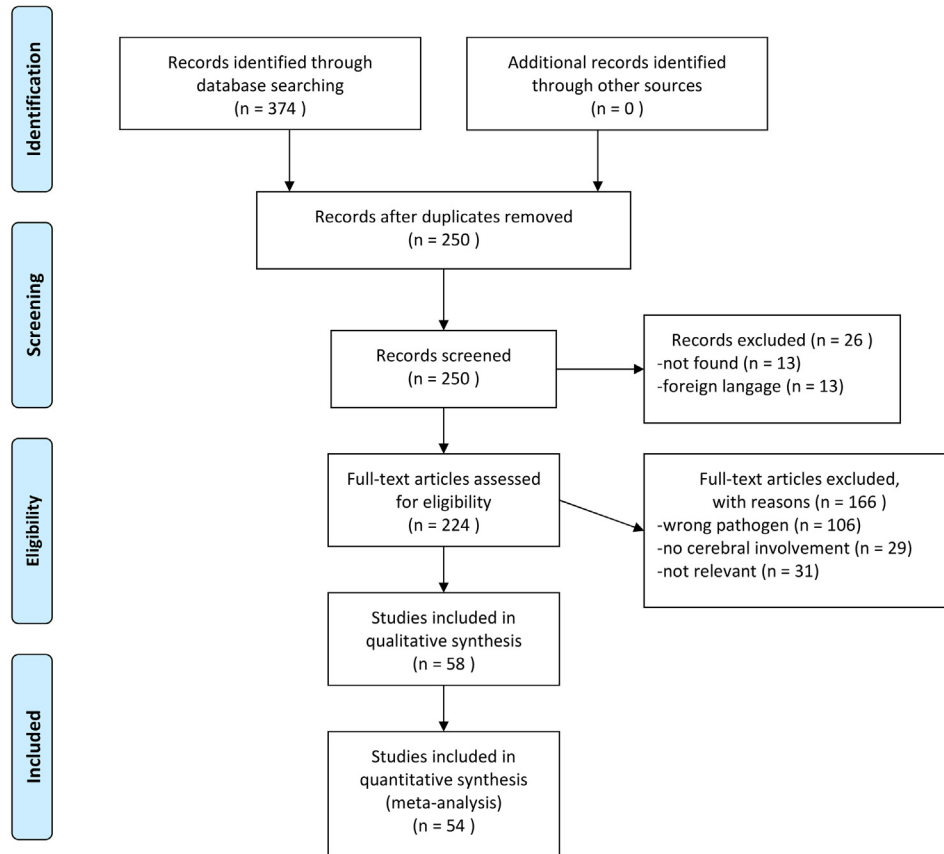 Identification
Records identified through
database searching
(n = 374 )
Additional records identified
through other sources
(n = 0 )
Records after duplicates removed
(n = 250 )
Screening
Records screened
(n = 250 )
Records excluded (n = 26 )
-not found (n = 13)
-foreign langage (n = 13)
Eligibility
Full-text articles assessed
for eligibility
(n = 224 )
Full-text articles excluded,
with reasons (n = 166 )
-wrong pathogen (n = 106)
-no cerebral involvement (n = 29)
-not relevant (n = 31)
Studies included in
qualitative synthesis
(n = 58 )
Included
Studies included in
quantitative synthesis
(meta-analysis)
(n = 54 )